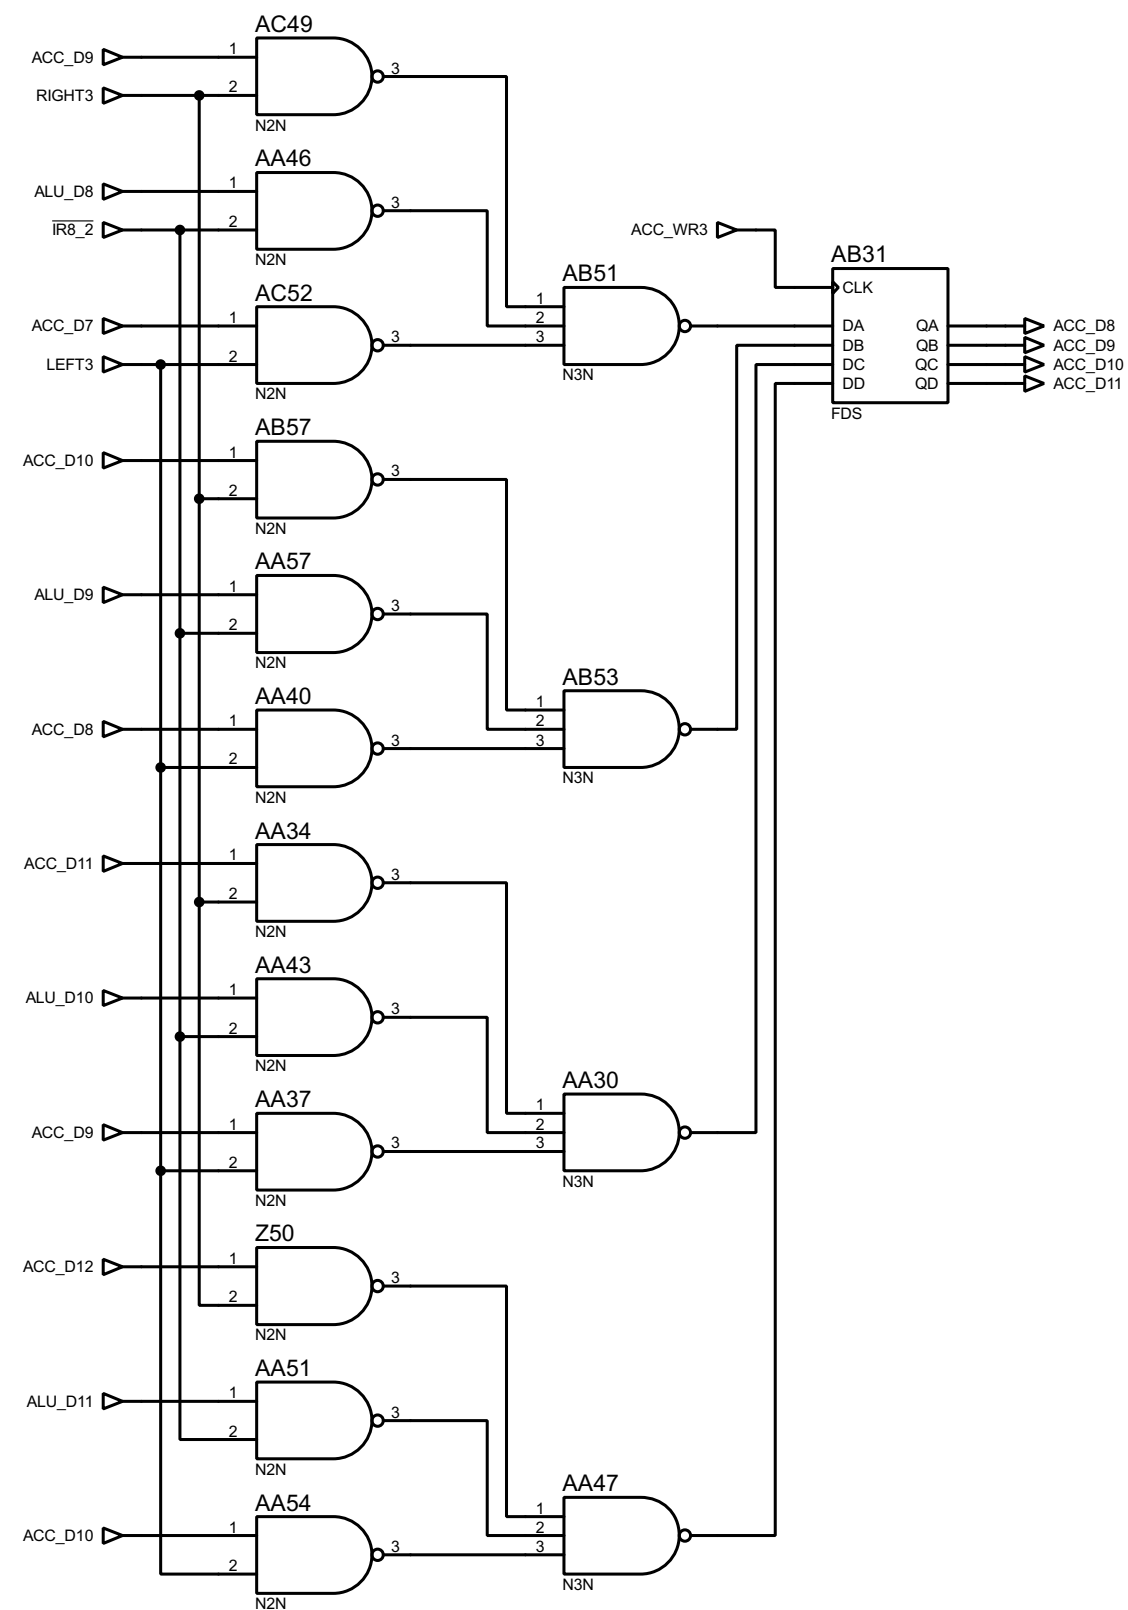 AC49
ACC_D9 1
3
RIGHT3 2
N2N
AA46
ALU_D8 1
3
IR8_2 2
N2N
ACC_WR3
AB31
CLK
AC52
AB51
ACC_D7 1
1
2
3
3
LEFT3 2
N2N
N3N
DA QA ACC_D8
DB QB ACC_D9
DC QC ACC_D10
DD QD ACC_D11
FDS
AB57
ACC_D10 1
3
2
N2N
AA57
ALU_D9 1
3
2
N2N
AB53
AA40
ACC_D8 1
1
2
3
3
2
N2N
N3N
AA34
ACC_D11 1
3
2
N2N
AA43
ALU_D10 1
3
2
N2N
AA30
AA37
ACC_D9 1
1
2
3
3
2
N2N
N3N
Z50
ACC_D12 1
3
2
N2N
AA51
ALU_D11 1
3
2
N2N
AA47
AA54
ACC_D10 1
1
2
3
3
2
N2N
N3N